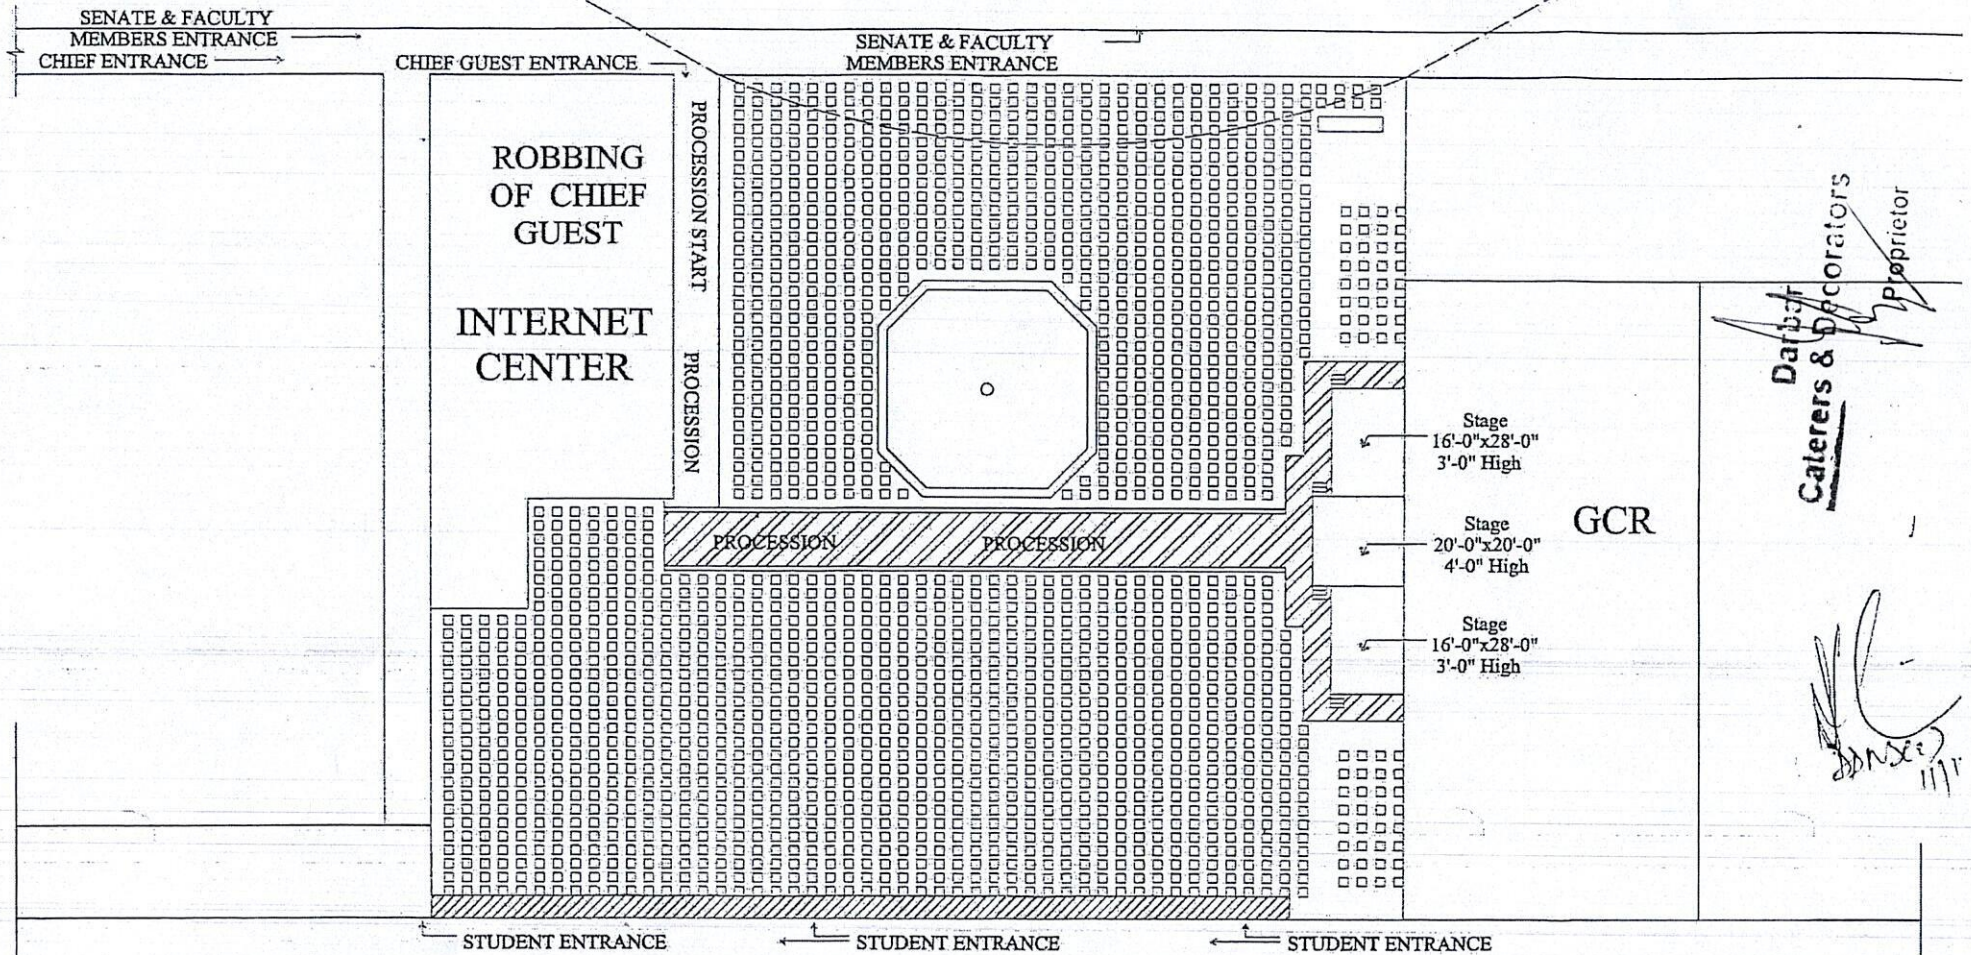 SENATE & FACULTY
MEMBERS ENTRANCE
CHIEF ENTRANCE
CHIEF GUEST ENTRANCE
SENATE & FACULTY
MEMBERS ENTRANCE
ROBBING
OF CHIEF
GUEST
INTERNET
CENTER
PROCESSION START
PROCESSION
PROCESSION
PROCESSION
Stage
16'-0"x28'-0"
3'-0" High
Stage
20'-0"x20'-0"
4'-0" High
Stage
16'-0"x28'-0"
3'-0" High
GCR
Darbar
Caterers & Decorators
Proprietor
STUDENT ENTRANCE
STUDENT ENTRANCE
STUDENT ENTRANCE